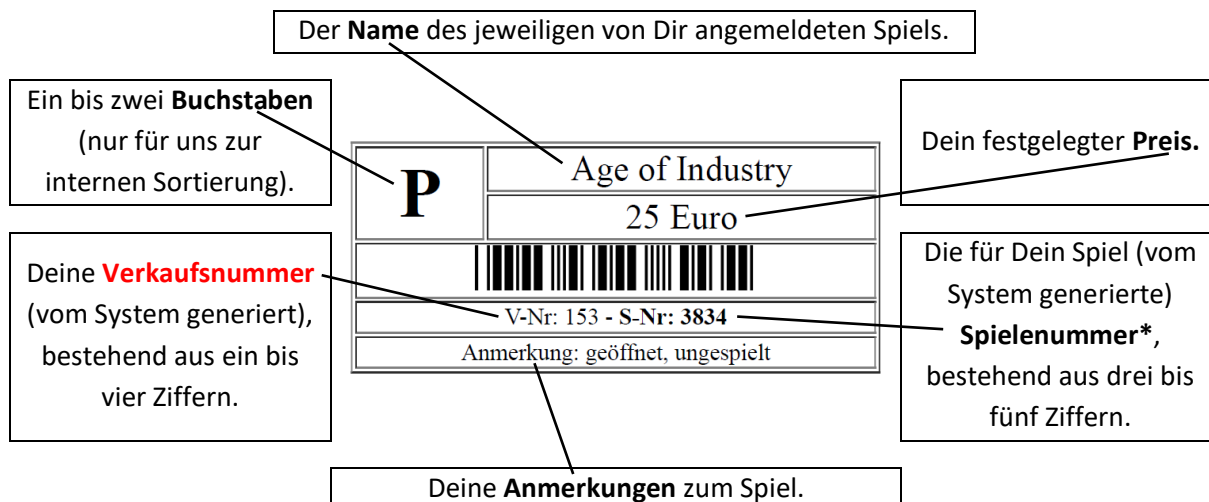 Der Name des jeweiligen von Dir angemeldeten Spiels.
Ein bis zwei Buchstaben
(nur für uns zur
internen Sortierung).
Dein festgelegter Preis.
P
Age of Industry
25 Euro
Deine Verkaufsnummer
(vom System generiert),
bestehend aus ein bis
vier Ziffern.
V-Nr: 153 - S-Nr: 3834
Anmerkung: geöffnet, ungespielt
Die für Dein Spiel (vom
System generierte)
Spielenummer*,
bestehend aus drei bis
fünf Ziffern.
Deine Anmerkungen zum Spiel.